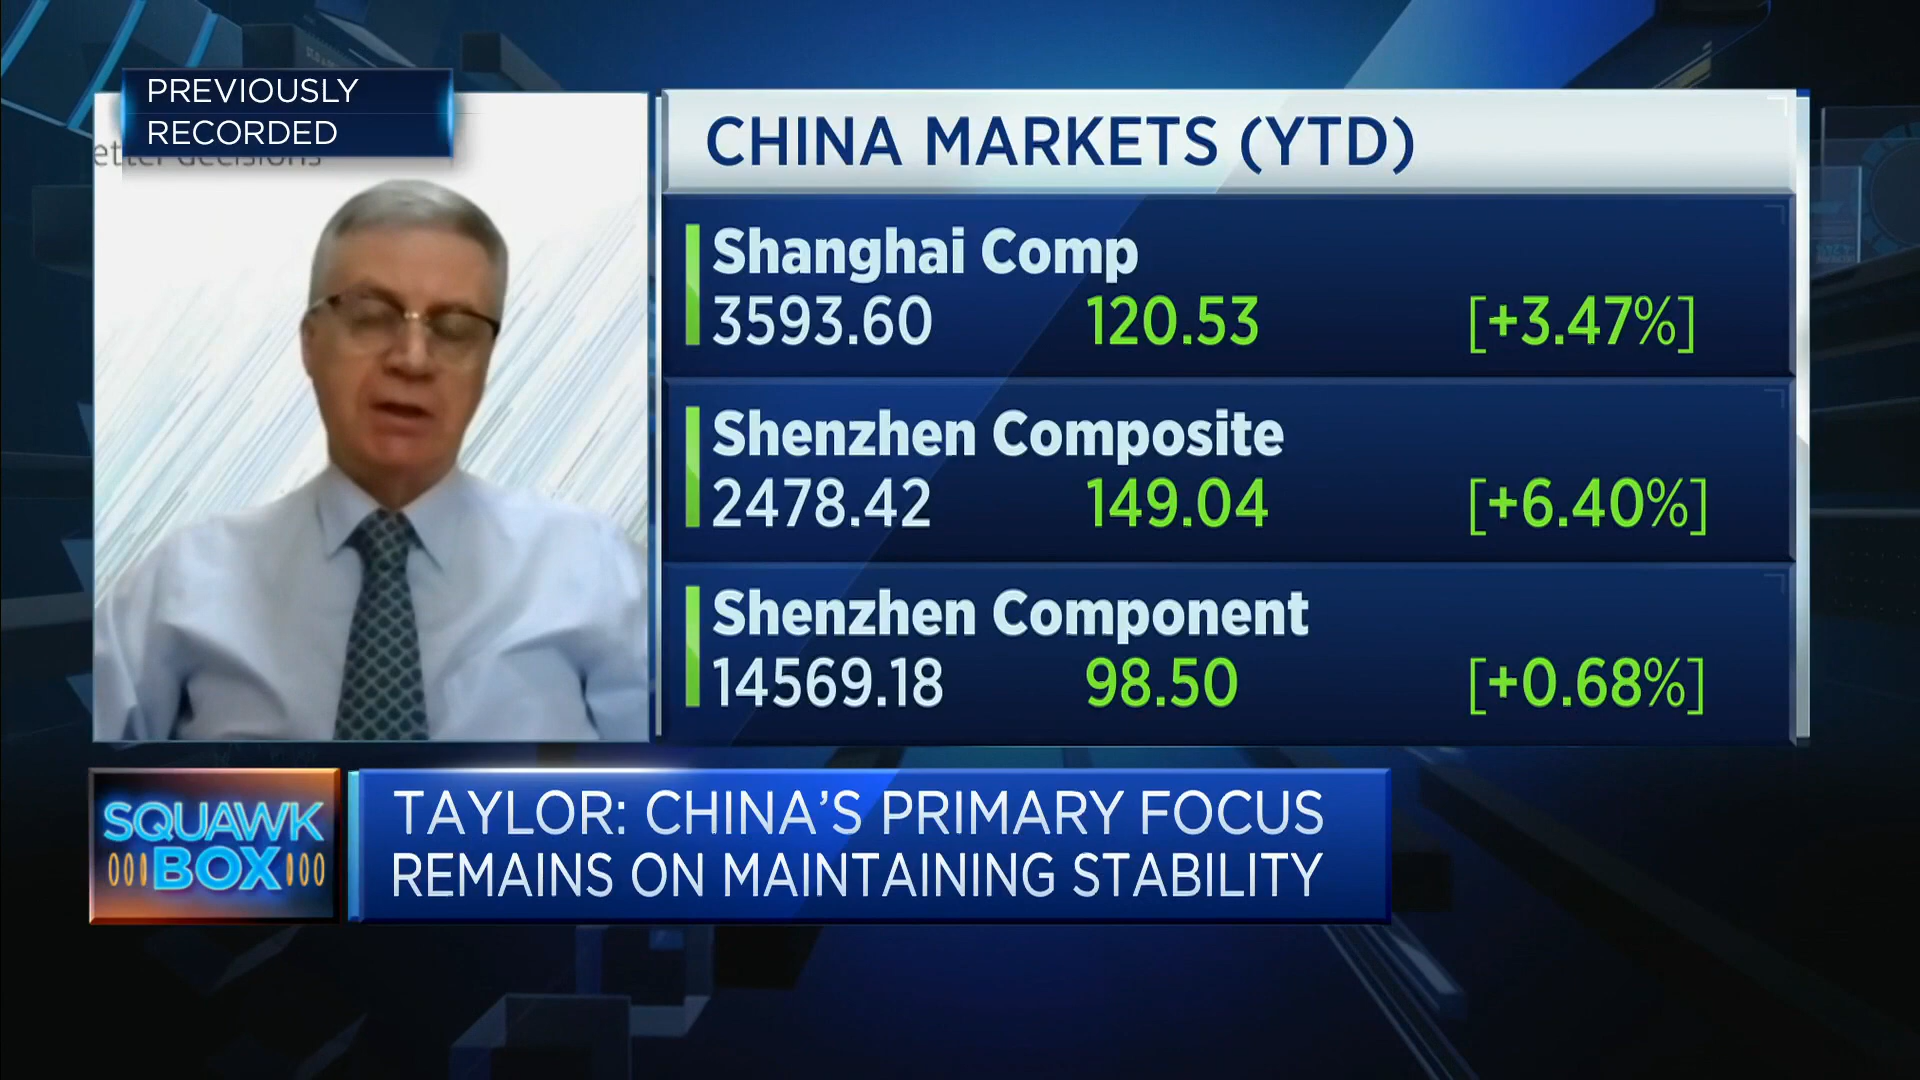 PREVIOUSLY
RECORDED
decisions
CHINA MARKETS (YTD)
Shanghai Comp
3593.60 120.53 [+3.47%]
Shenzhen Composite
2478.42 149.04 [+6.40%]
Shenzhen Component
14569.18 98.50 [+0.68%]
SQUAWK
BOX
TAYLOR: CHINA’S PRIMARY FOCUS
REMAINS ON MAINTAINING STABILITY